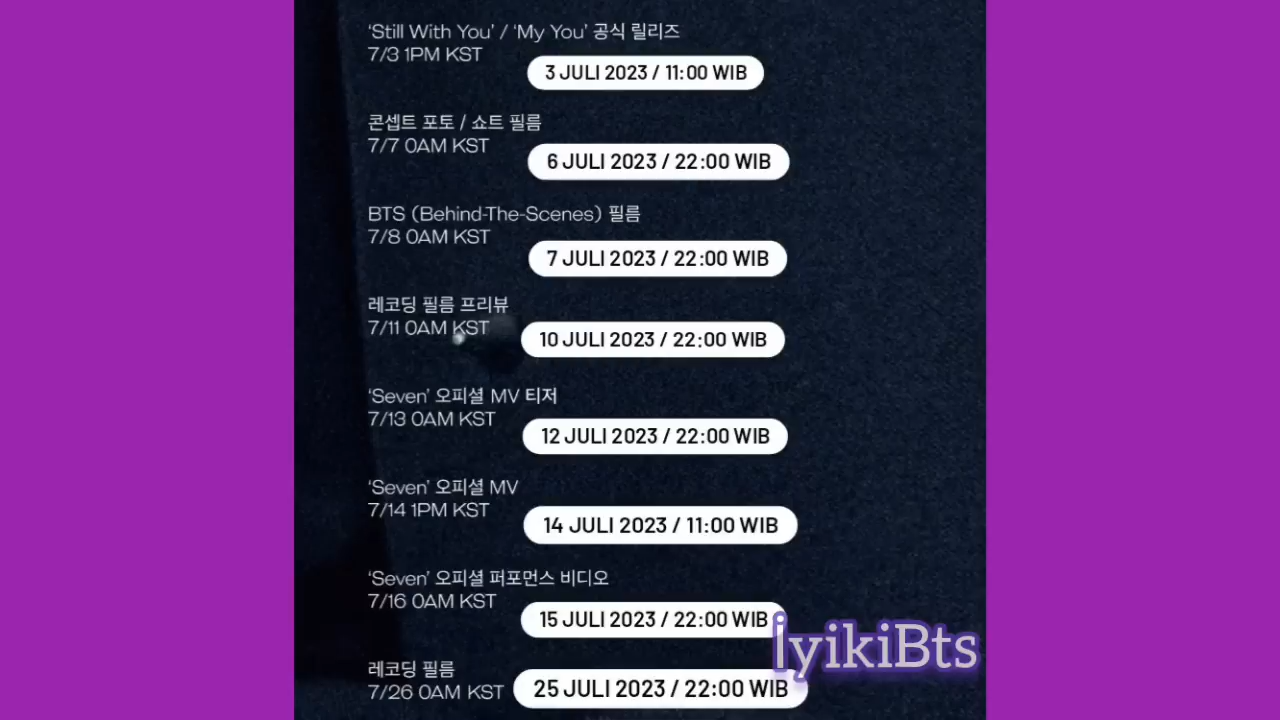 ‘Still With You’ / ‘My You’ 공식 릴리즈
7/3 1PM KST
3 JULI 2023 / 11:00 WIB
콘셉트 포토 / 쇼트 필름
7/7 0AM KST
6 JULI 2023 / 22:00 WIB
BTS (Behind-The-Scenes) 필름
7/8 0AM KST
7 JULI 2023 / 22:00 WIB
레코딩 필름 프리뷰
7/11 0AM KST
10 JULI 2023 / 22:00 WIB
‘Seven’ 오피셜 MV 티저
7/13 0AM KST
12 JULI 2023 / 22:00 WIB
‘Seven’ 오피셜 MV
7/14 1PM KST
14 JULI 2023 / 11:00 WIB
‘Seven’ 오피셜 퍼포먼스 비디오
7/16 0AM KST
15 JULI 2023 / 22:00 WIB
İyikiBts
레코딩 필름
7/26 0AM KST
25 JULI 2023 / 22:00 WIB